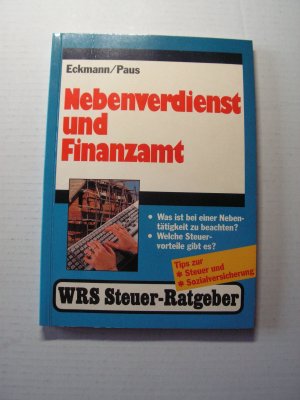 Eckmann/Paus
Nebenverdienst
und
Finanzamt
• Was ist bei einer Neben-
tätigkeit zu beachten?
• Welche Steuer-
vorteile gibt es?
Tips zur
* Steuer und
* Sozialversicherung
WRS Steuer-Ratgeber